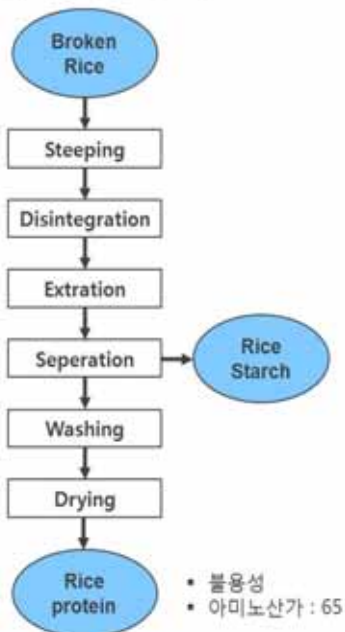 Broken
Rice
Steeping
Disintegration
Extration
Seperation
Rice
Starch
Washing
Drying
Rice
protein
• 불용성
• 아미노산가 : 65